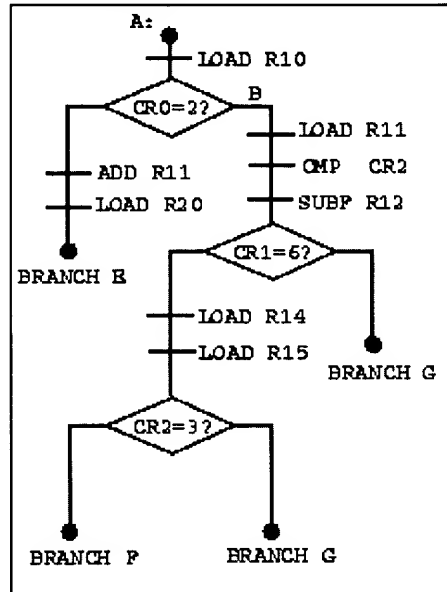 A:
LOAD R10
CR0=2?
B
LOAD R11
ADD R11
CMP CR2
LOAD R20
SUBF R12
BRANCH E
CR1=6?
LOAD R14
LOAD R15
BRANCH G
CR2=3?
BRANCH F
BRANCH G